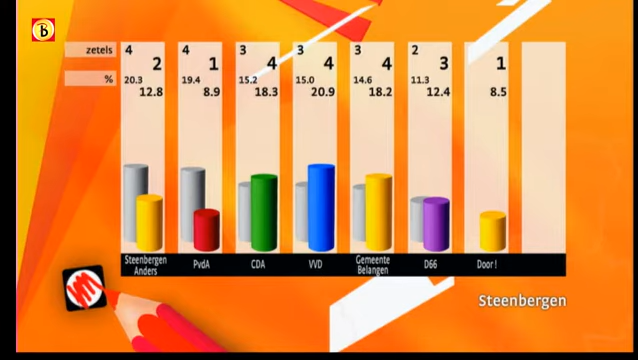 B
zetels 4 4 3 3 3 2
2 1 4 4 4 3 1
% 20.3 19.4 15.2 15.0 14.6 11.3
12.8 8.9 18.3 20.9 18.2 12.4 8.5
Steenbergen Anders PvdA CDA VVD Gemeente Belangen D66 Door !
Steenbergen